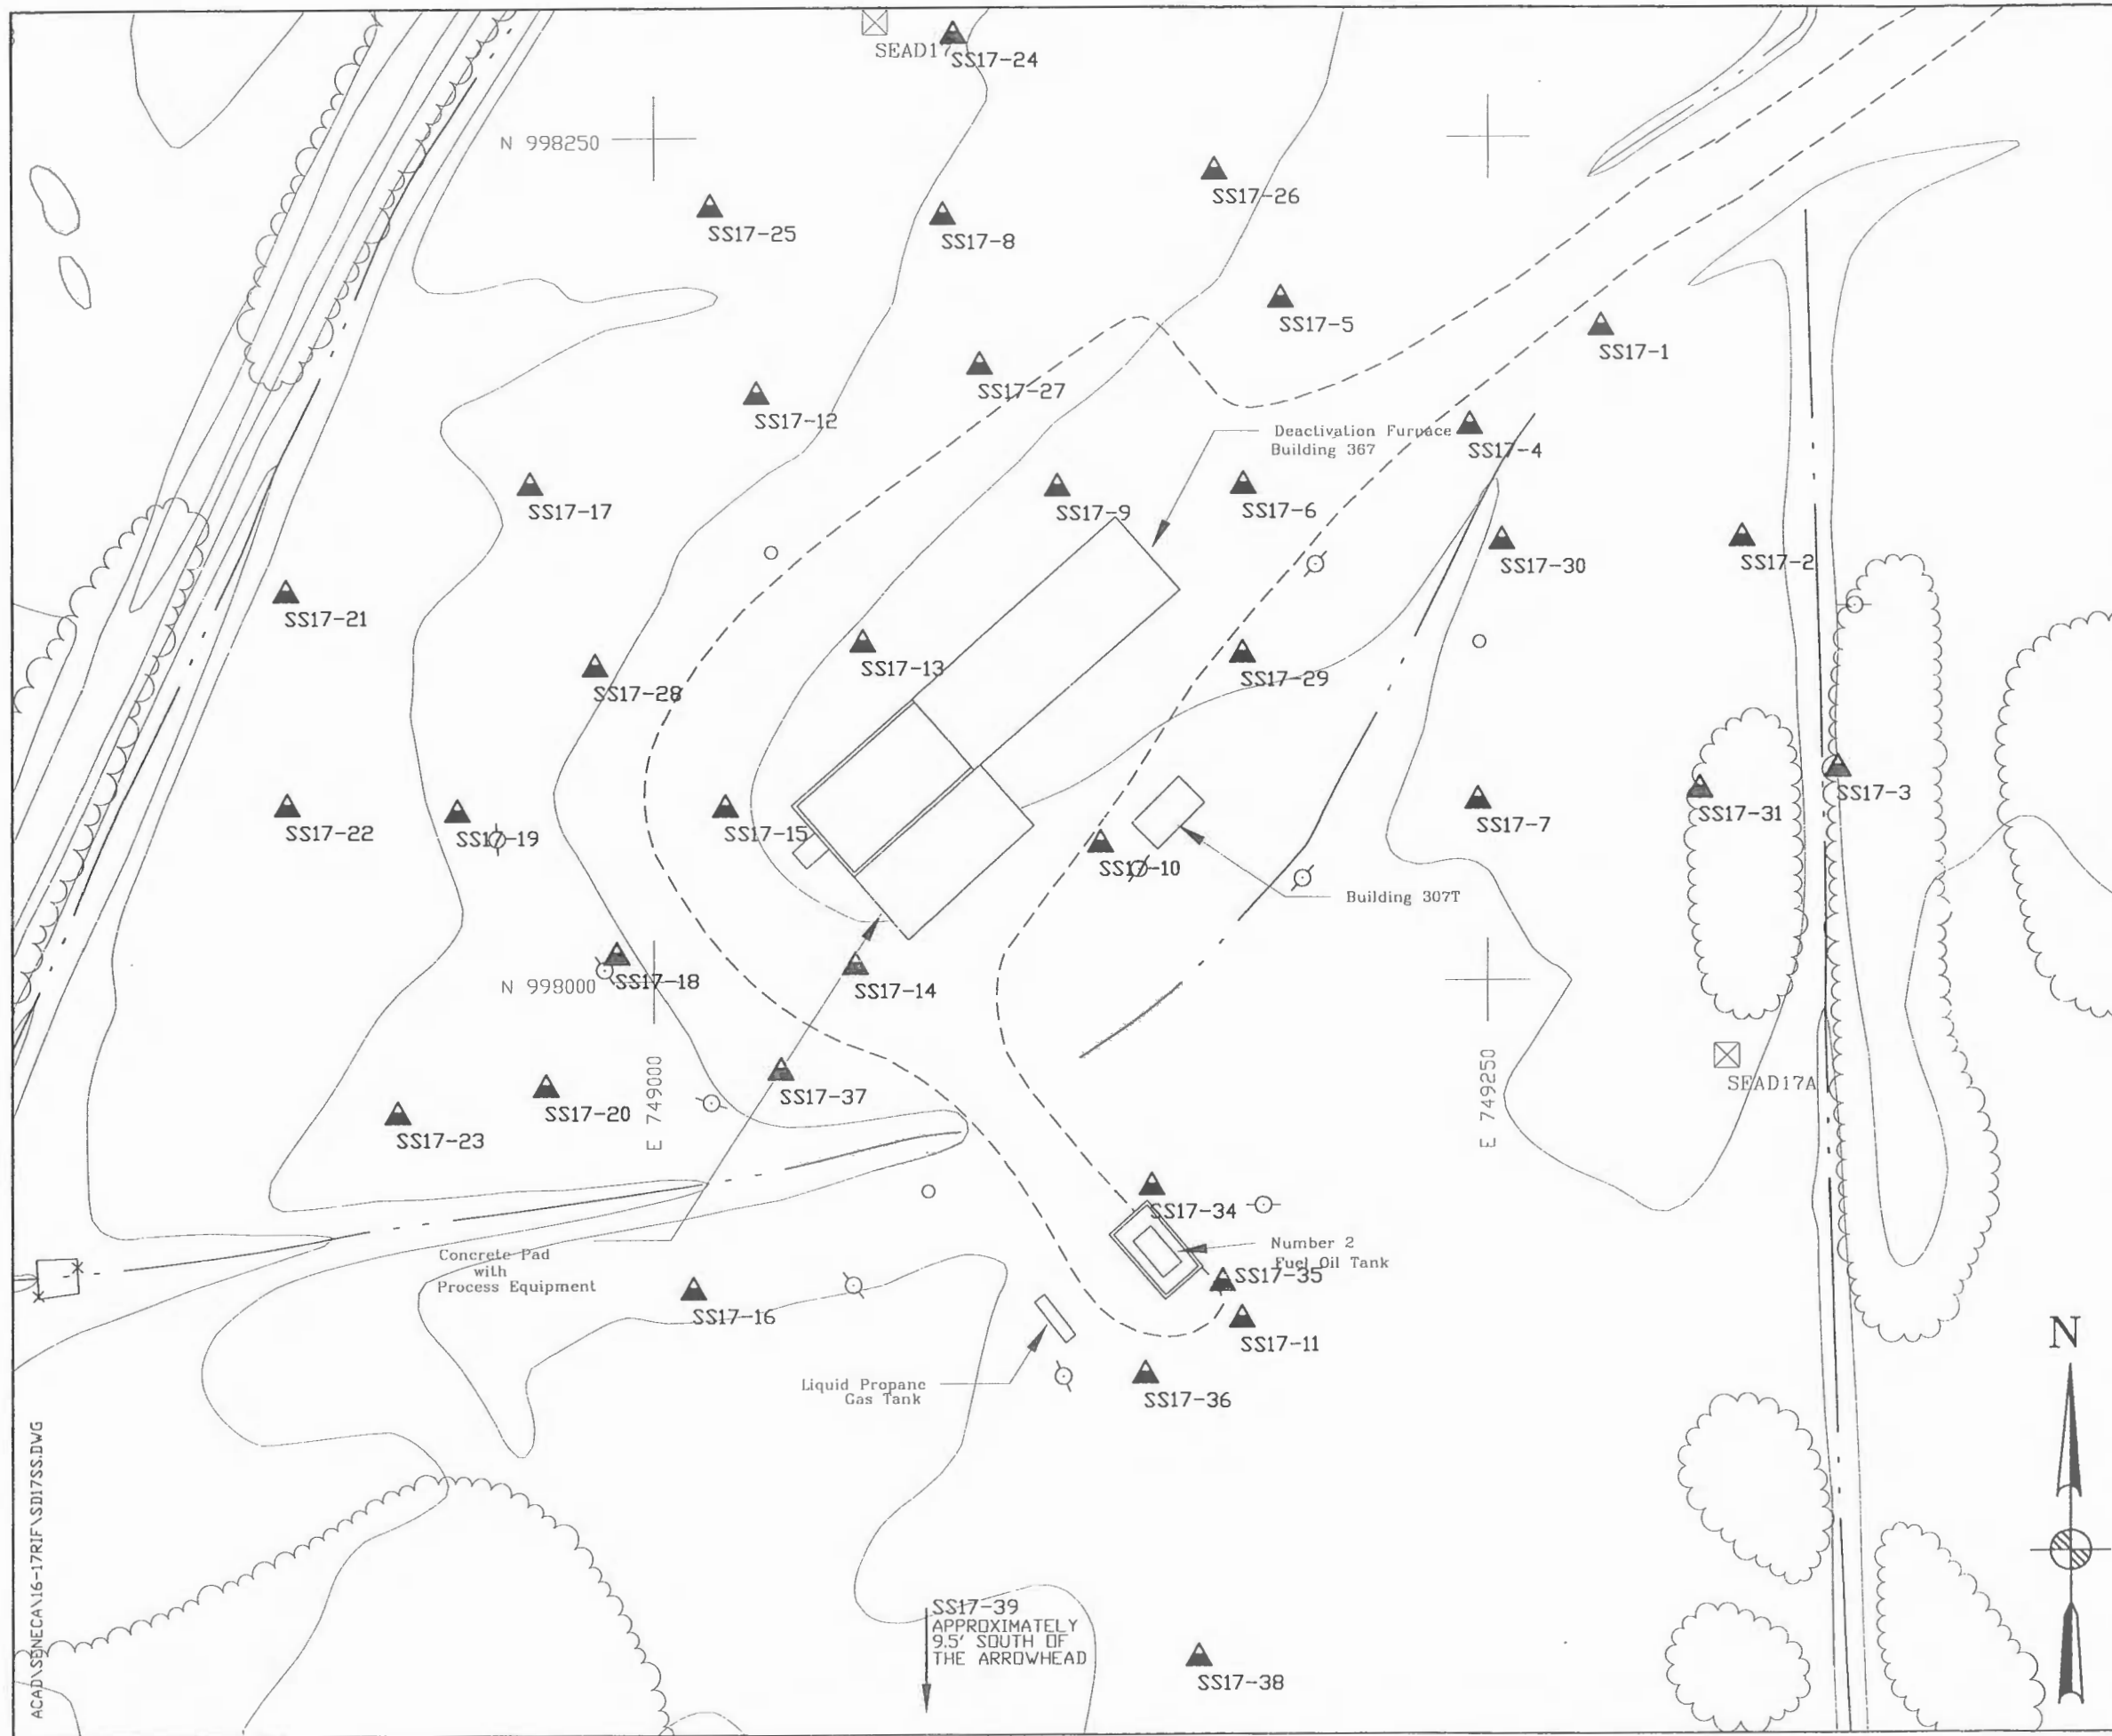 SEAD17
SS17-24
N 998250
SS17-26
SS17-25
SS17-8
SS17-5
SS17-1
SS17-27
SS17-12
Deactivation Furnace
Building 367
SS17-4
SS17-17
SS17-9
SS17-6
SS17-30
SS17-2
SS17-21
SS17-28
SS17-13
SS17-29
SS17-22
SS17-19
SS17-15
SS17-10
SS17-7
SS17-31
SS17-3
Building 307T
SS17-18
N 998000
SS17-14
E 749000
E 749250
SEAD17A
SS17-37
SS17-20
SS17-23
SS17-34
Number 2
Fuel Oil Tank
SS17-35
Concrete Pad
with
Process Equipment
SS17-16
SS17-11
N
Liquid Propane
Gas Tank
SS17-36
SS17-39
APPROXIMATELY
9.5' SOUTH OF
THE ARROWHEAD
SS17-38
ACAD\SENECA\16-17RIF\SD17SS.DWG